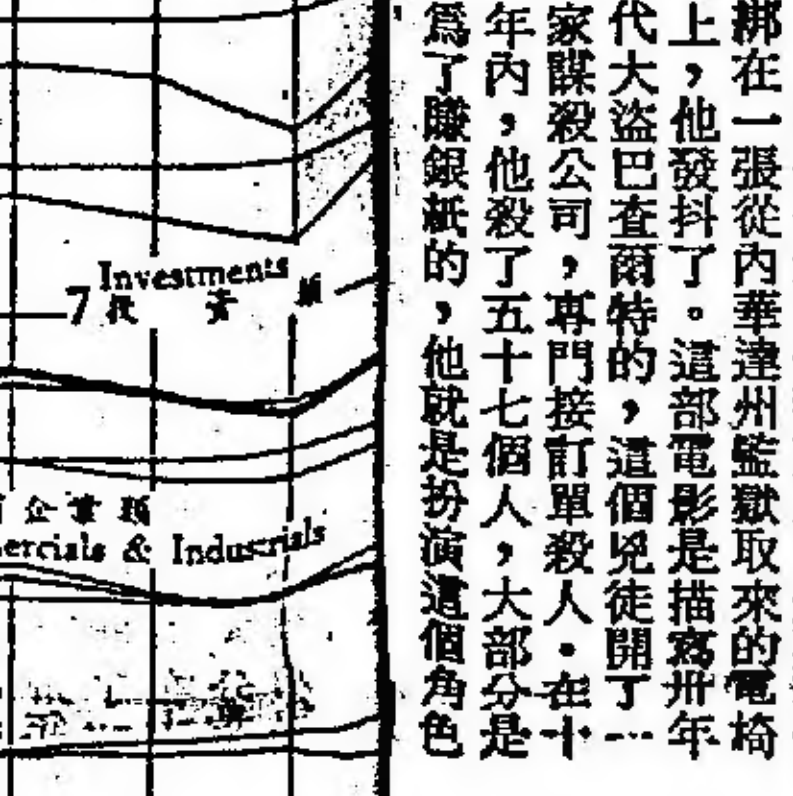 綁在一張從內華達州監獄取來的電椅
上，他發抖了。這部電影是描寫卅年
代大盜巴查爾特的，這個兇徒開了一
家謀殺公司，專門接訂單殺人。在十
年內，他殺了五十七個人，大部分是
爲了賺銀紙的，他就是扮演這個角色
Investments
7 投資類
企業類
ercials & Industrials